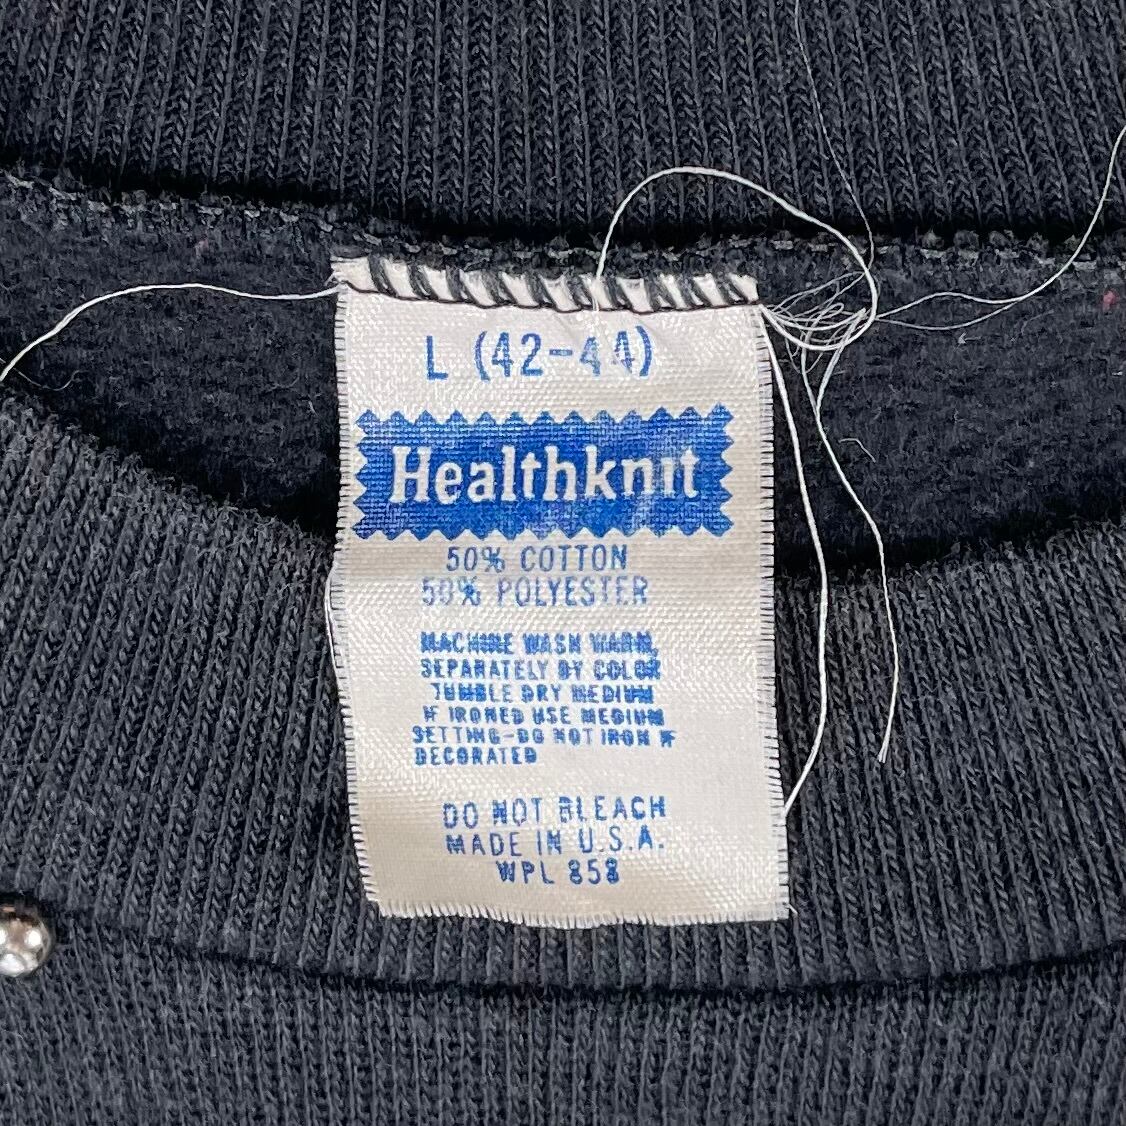 L (42-44)
Healthknit
50% COTTON
50% POLYESTER
MACHINE WASH WARM,
SEPARATELY BY COLOR
TUMBLE DRY MEDIUM
IF IRONED USE MEDIUM
SETTING-DO NOT IRON IF
DECORATED
DO NOT BLEACH
MADE IN U.S.A.
WPL 858